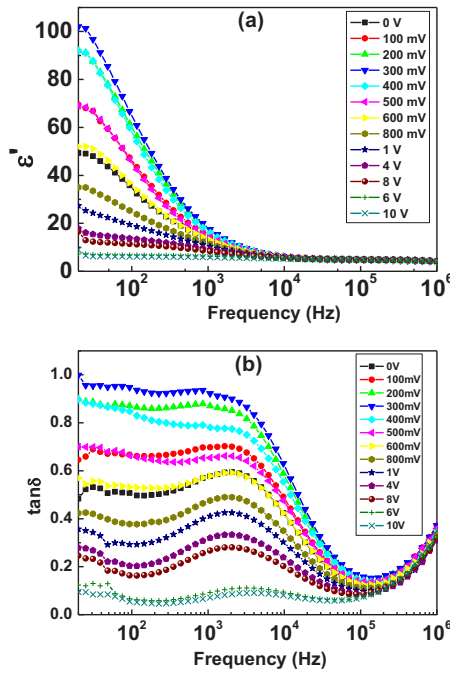 (a)
ε'
100
80
60
40
20
0
0 V
100 mV
200 mV
300 mV
400 mV
500 mV
600 mV
800 mV
1 V
4 V
8 V
6 V
10 V
10² 10³ 10⁴ 10⁵ 10⁶
Frequency (Hz)
(b)
tanδ
1.0
0.8
0.6
0.4
0.2
0.0
0V
100mV
200mV
300mV
400mV
500mV
600mV
800mV
1V
4V
8V
6V
10V
10² 10³ 10⁴ 10⁵ 10⁶
Frequency (Hz)